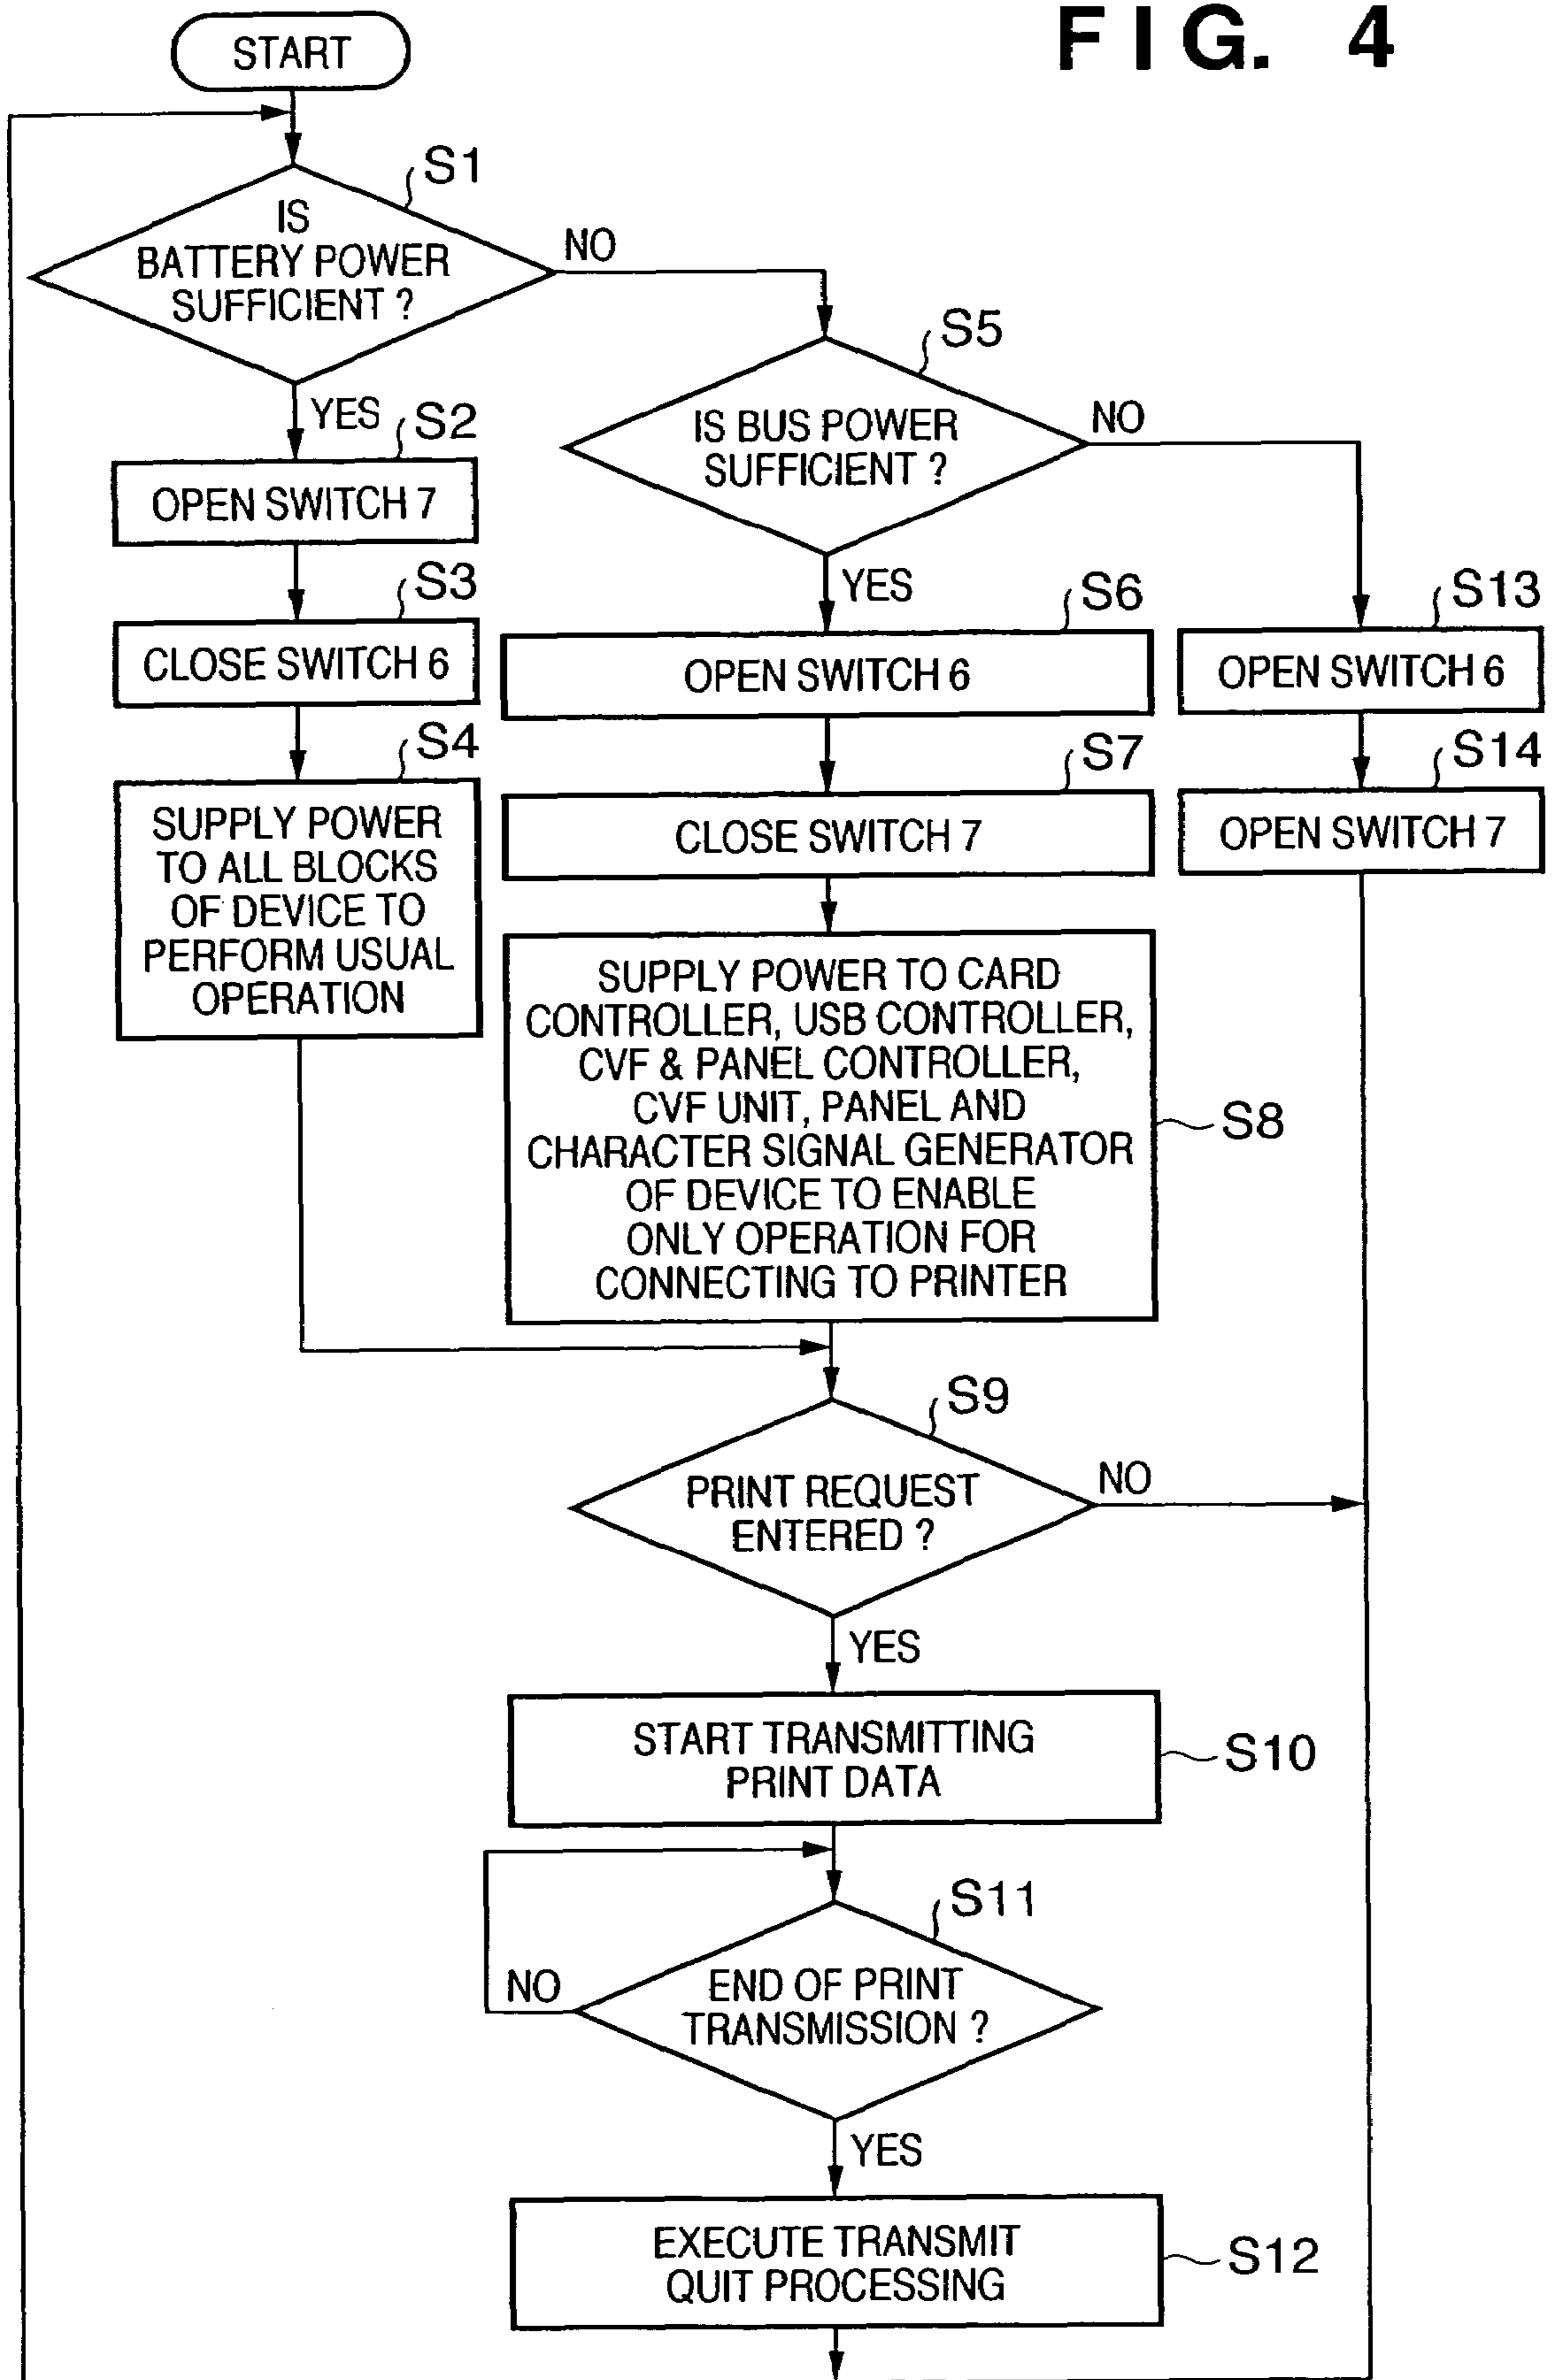 FIG. 4
START
S1
IS
BATTERY POWER
SUFFICIENT ?
NO
YES
S2
OPEN SWITCH 7
S3
CLOSE SWITCH 6
S4
SUPPLY POWER
TO ALL BLOCKS
OF DEVICE TO
PERFORM USUAL
OPERATION
S5
IS BUS POWER
SUFFICIENT ?
NO
YES
S6
OPEN SWITCH 6
S7
CLOSE SWITCH 7
S13
OPEN SWITCH 6
S14
OPEN SWITCH 7
SUPPLY POWER TO CARD
CONTROLLER, USB CONTROLLER,
CVF & PANEL CONTROLLER,
CVF UNIT, PANEL AND
CHARACTER SIGNAL GENERATOR
OF DEVICE TO ENABLE
ONLY OPERATION FOR
CONNECTING TO PRINTER
S8
S9
PRINT REQUEST
ENTERED ?
NO
YES
START TRANSMITTING
PRINT DATA
S10
S11
END OF PRINT
TRANSMISSION ?
NO
YES
EXECUTE TRANSMIT
QUIT PROCESSING
S12